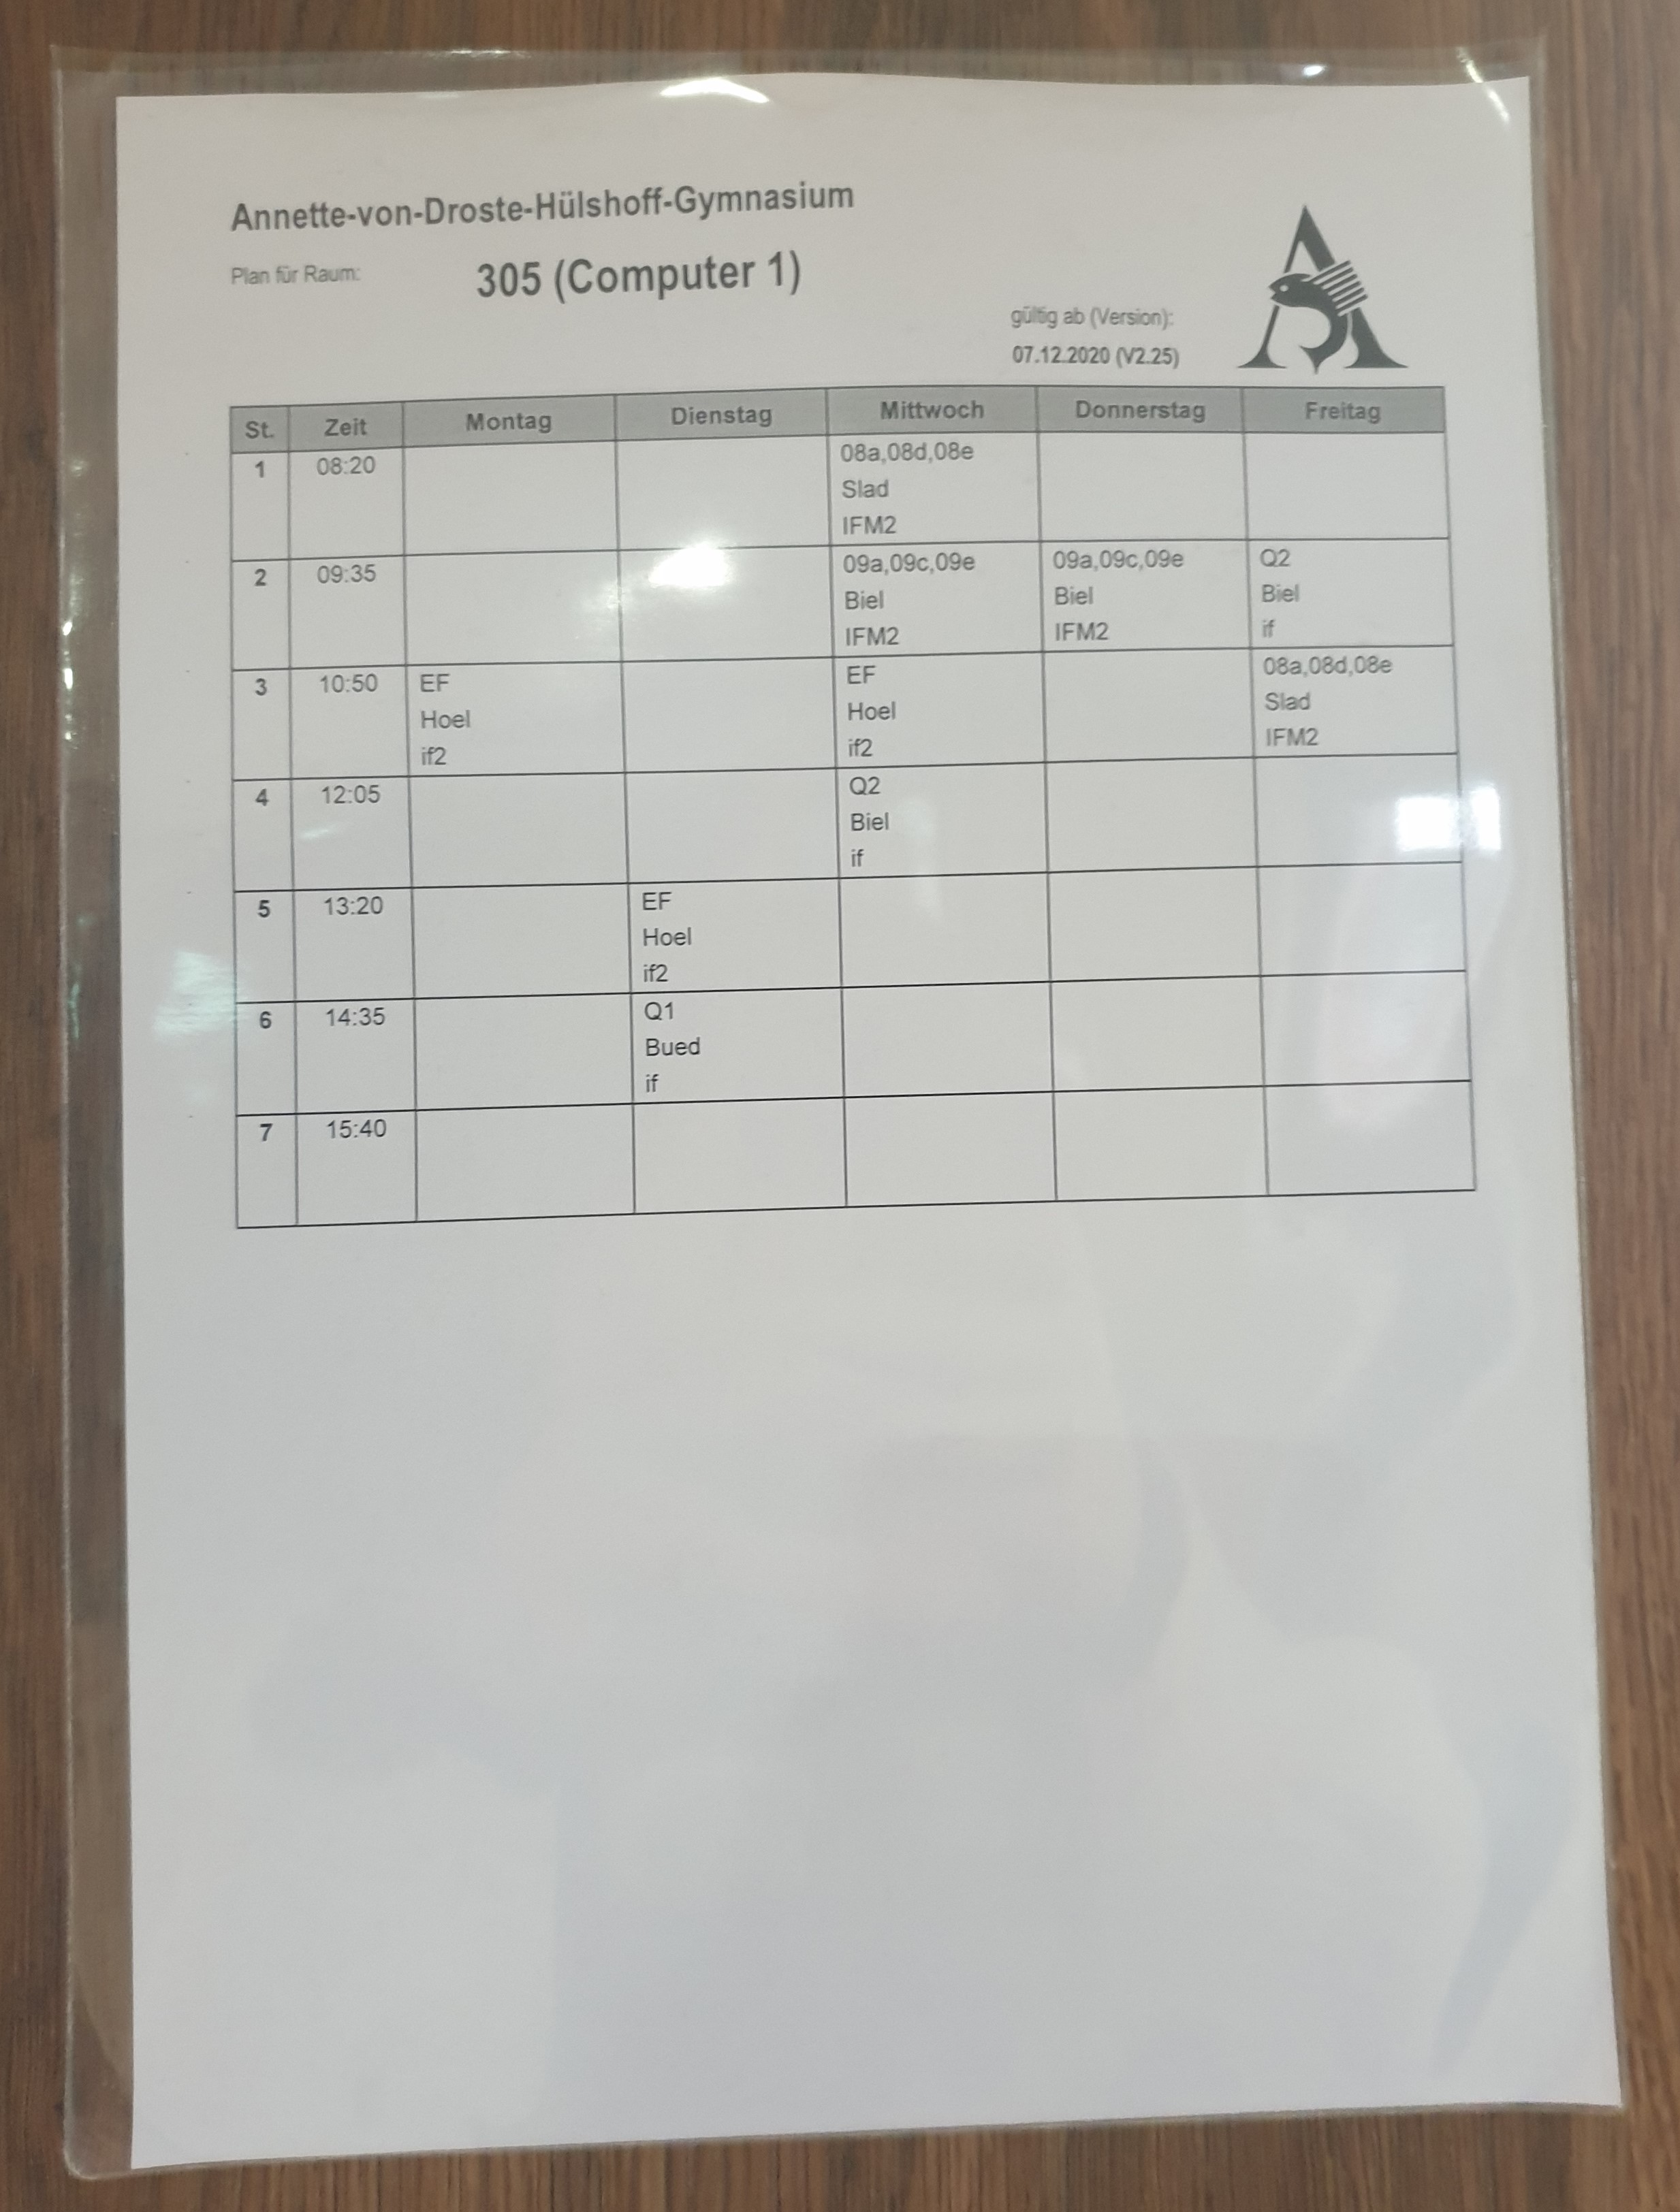 Annette-von-Droste-Hülshoff-Gymnasium
Plan für Raum: 305 (Computer 1)
gültig ab (Version):
07.12.2020 (V2.25)
St. Zeit Montag Dienstag Mittwoch Donnerstag Freitag
1 08:20 08a,08d,08e
Slad
IFM2
2 09:35 09a,09c,09e 09a,09c,09e Q2
Biel Biel Biel
IFM2 IFM2 if
3 10:50 EF EF 08a,08d,08e
Hoel Hoel Slad
if2 if2 IFM2
4 12:05 Q2
Biel
if
5 13:20 EF
Hoel
if2
6 14:35 Q1
Bued
if
7 15:40